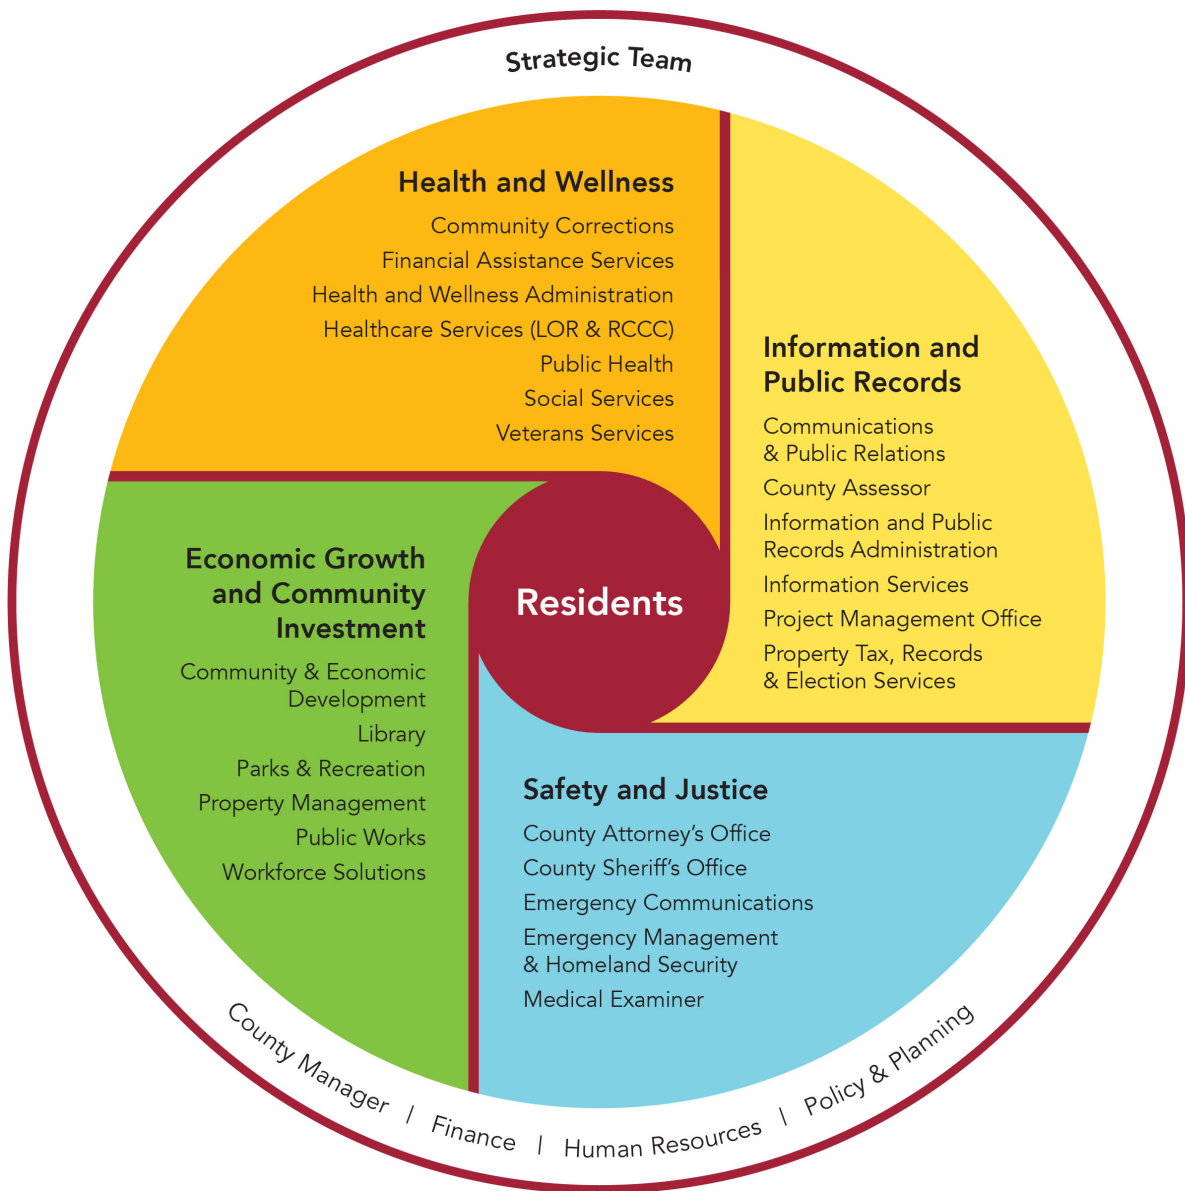 Strategic Team
Health and Wellness
Community Corrections
Financial Assistance Services
Health and Wellness Administration
Healthcare Services (LOR & RCCC)
Public Health
Social Services
Veterans Services
Information and
Public Records
Communications
& Public Relations
County Assessor
Information and Public
Records Administration
Information Services
Project Management Office
Property Tax, Records
& Election Services
Economic Growth
and Community
Investment
Community & Economic
Development
Library
Parks & Recreation
Property Management
Public Works
Workforce Solutions
Residents
Safety and Justice
County Attorney’s Office
County Sheriff’s Office
Emergency Communications
Emergency Management
& Homeland Security
Medical Examiner
County Manager | Finance | Human Resources | Policy & Planning